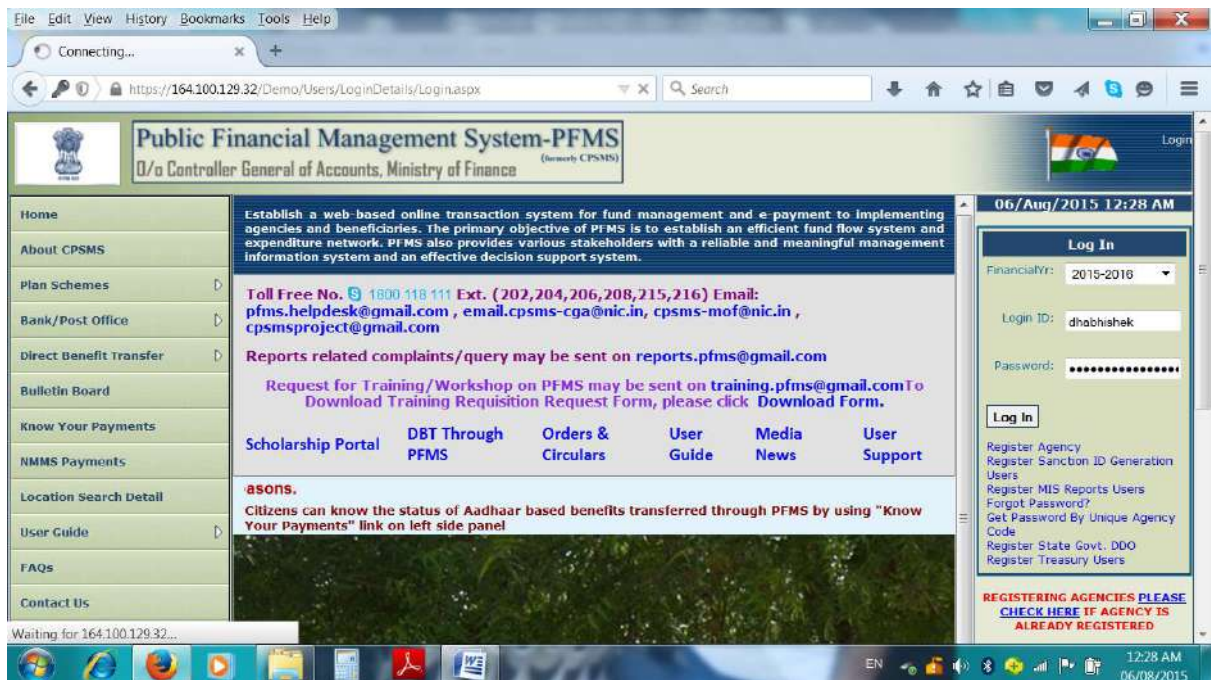 File Edit View History Bookmarks Tools Help
Connecting...
https://164.100.129.32/Demo/Users/LoginDetails/Login.aspx
Search
Public Financial Management System-PFMS
(formerly CPSMS)
O/o Controller General of Accounts, Ministry of Finance
Login
Home
About CPSMS
Plan Schemes
Bank/Post Office
Direct Benefit Transfer
Bulletin Board
Know Your Payments
NMMS Payments
Location Search Detail
User Guide
FAQs
Contact Us
Establish a web-based online transaction system for fund management and e-payment to implementing
agencies and beneficiaries. The primary objective of PFMS is to establish an efficient fund flow system and
expenditure network. PFMS also provides various stakeholders with a reliable and meaningful management
information system and an effective decision support system.
Toll Free No. 1800 118 111 Ext. (202,204,206,208,215,216) Email:
pfms.helpdesk@gmail.com , email.cpsms-cga@nic.in, cpsms-mof@nic.in ,
cpsmsproject@gmail.com
Reports related complaints/query may be sent on reports.pfms@gmail.com
Request for Training/Workshop on PFMS may be sent on training.pfms@gmail.comTo
Download Training Requisition Request Form, please click Download Form.
Scholarship Portal
DBT Through
PFMS
Orders &
Circulars
User
Guide
Media
News
User
Support
asons.
Citizens can know the status of Aadhaar based benefits transferred through PFMS by using "Know
Your Payments" link on left side panel
06/Aug/2015 12:28 AM
Log In
FinancialYr: 2015-2016
Login ID: dhabhishek
Password:
Log In
Register Agency
Register Sanction ID Generation
Users
Register MIS Reports Users
Forgot Password?
Get Password By Unique Agency
Code
Register State Govt. DDO
Register Treasury Users
REGISTERING AGENCIES PLEASE
CHECK HERE IF AGENCY IS
ALREADY REGISTERED
Waiting for 164.100.129.32...
EN
12:28 AM
06/08/2015